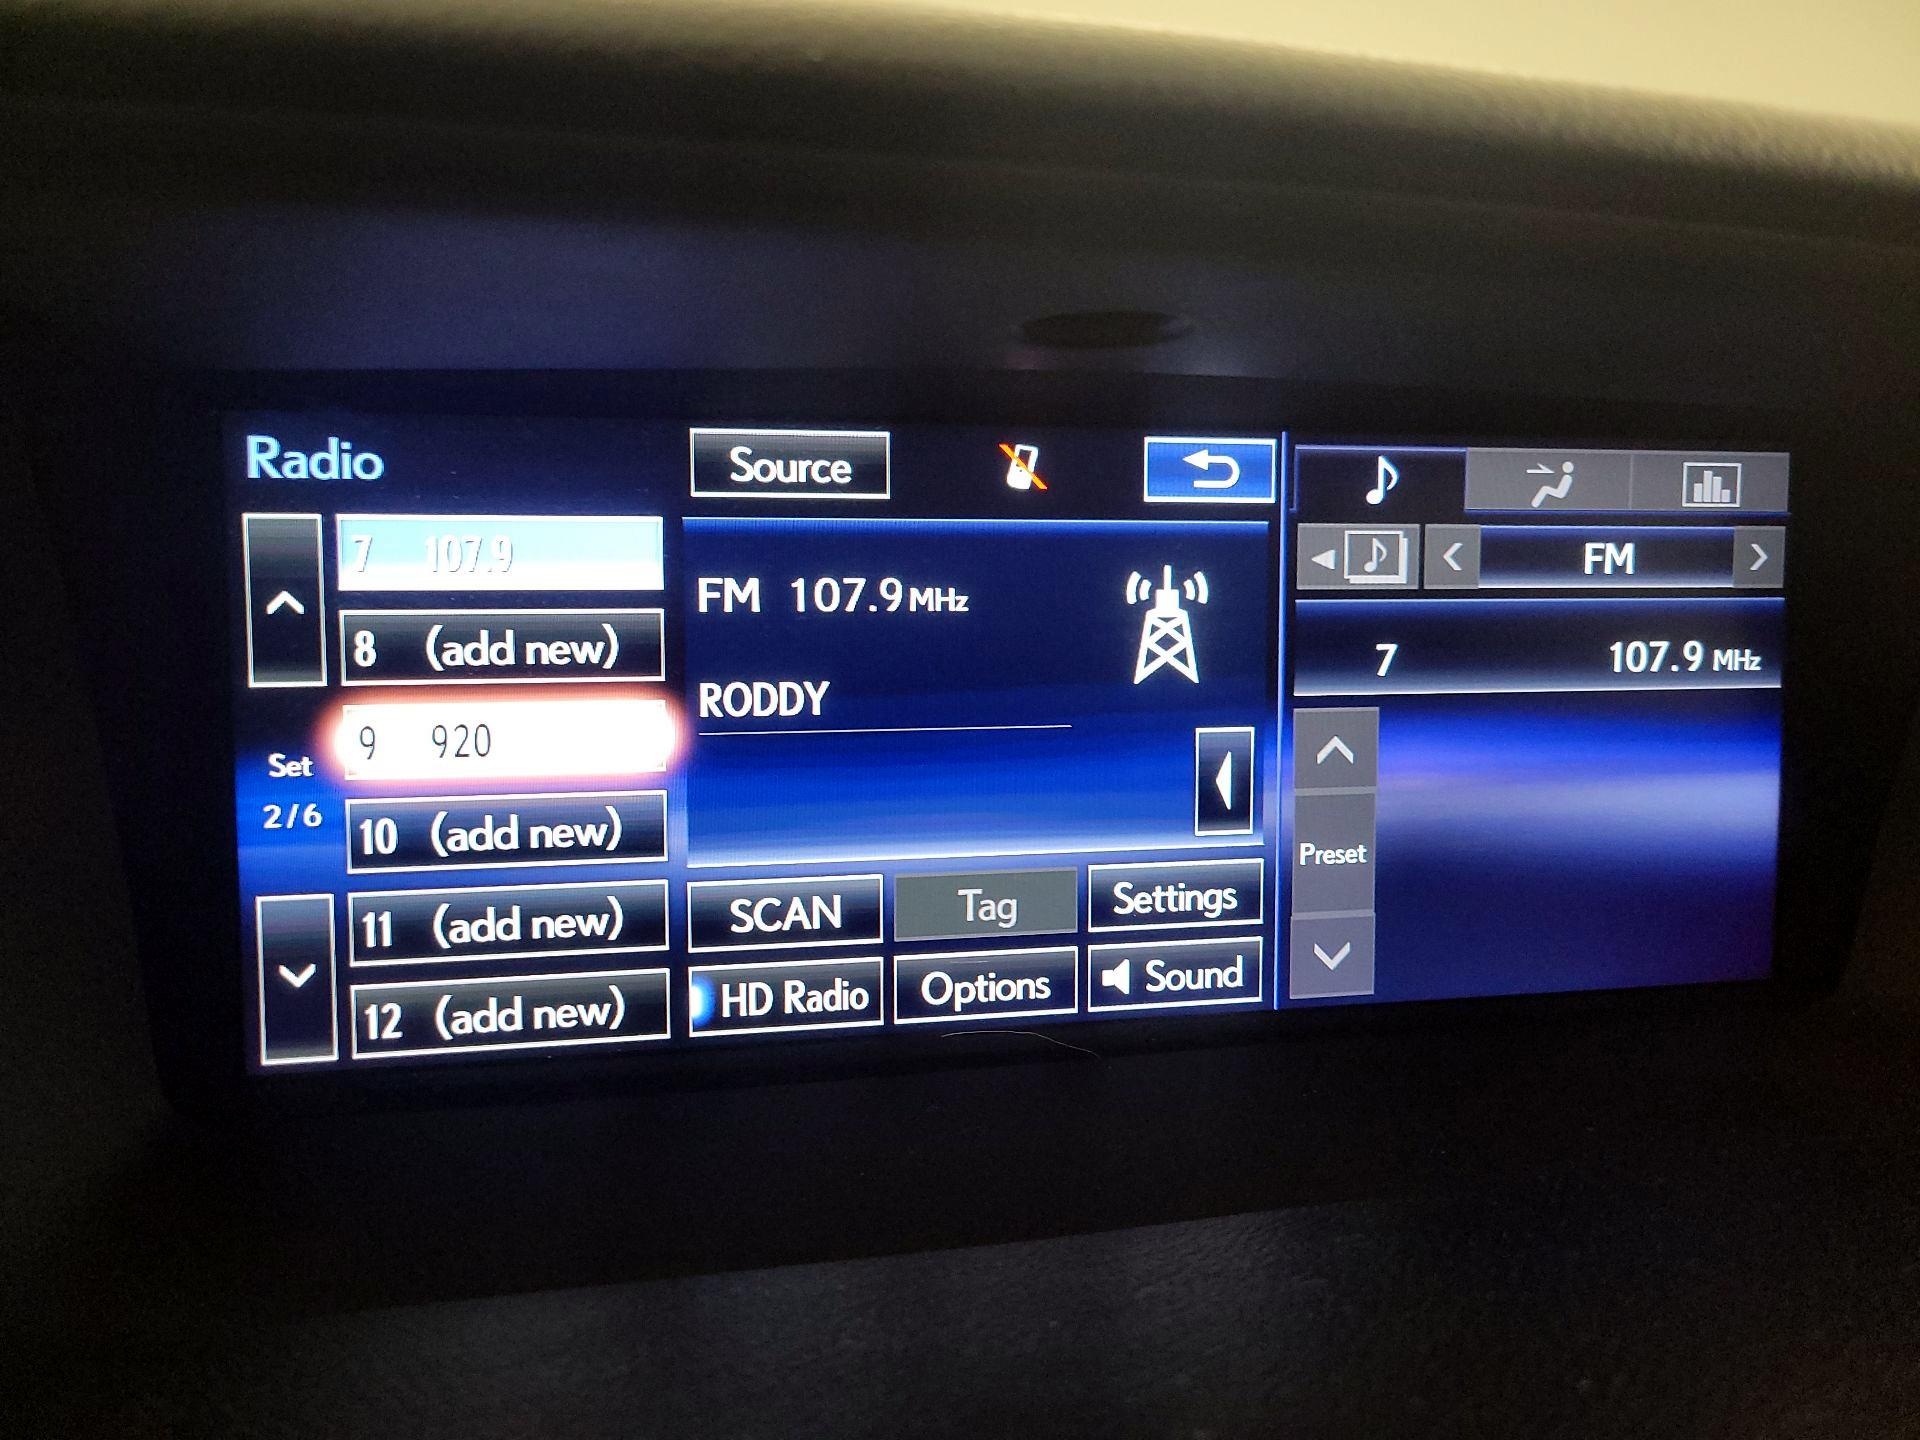 Radio
Source
7 107.9
8 (add new)
9 920
10 (add new)
11 (add new)
12 (add new)
Set
2/6
FM 107.9 MHz
RODDY
SCAN
Tag
Settings
HD Radio
Options
Sound
FM
7 107.9 MHz
Preset